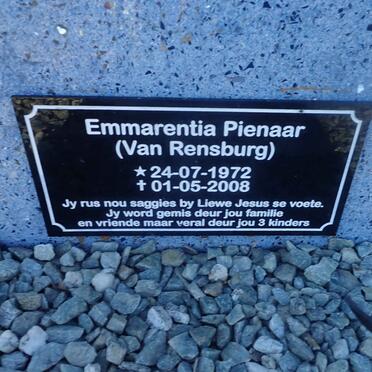 Emmarentia Pienaar
(Van Rensburg)
★ 24-07-1972
✝ 01-05-2008
Jy rus nou saggies by Liewe Jesus se voete.
Jy word gemis deur jou familie
en vriende maar veral deur jou 3 kinders